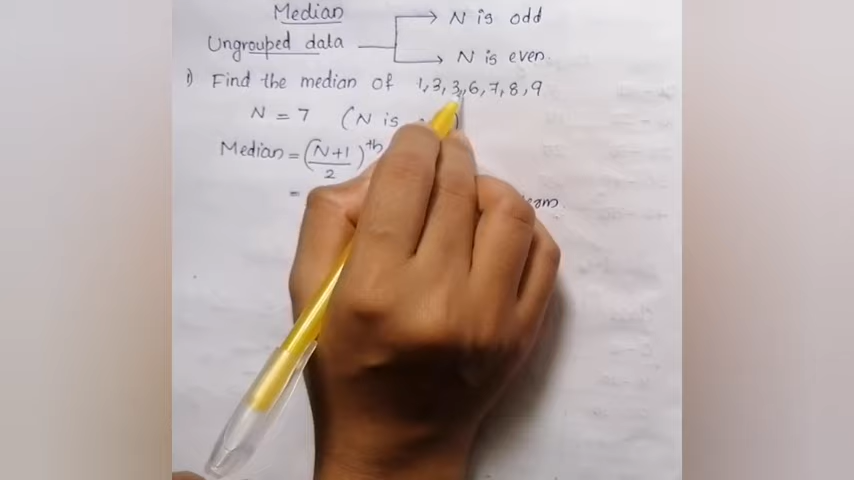 Median
N is odd
Ungrouped data
N is even.
1) Find the median of 1,3,3,6,7,8,9
N = 7 (N is
Median = (N+1/2)th
=